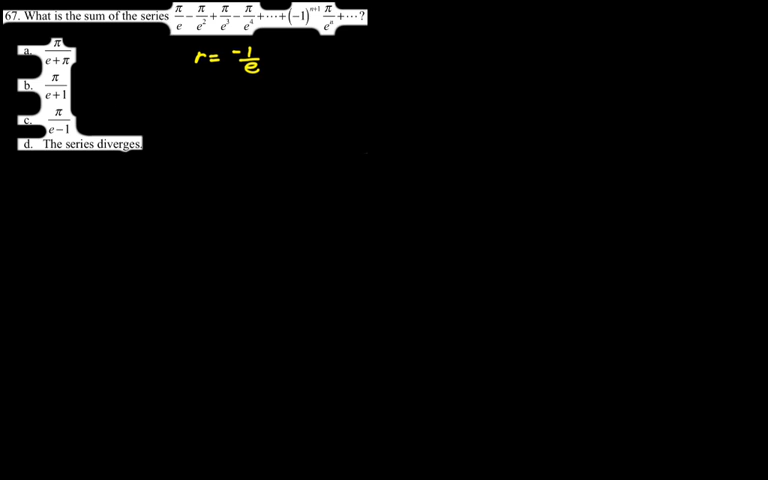 67. What is the sum of the series π/e − π/e² + π/e³ − π/e⁴ + ⋯ + (−1)ⁿ⁺¹ π/eⁿ + ⋯?
r = -1/e
a. π/(e+π)
b. π/(e+1)
c. π/(e−1)
d. The series diverges.